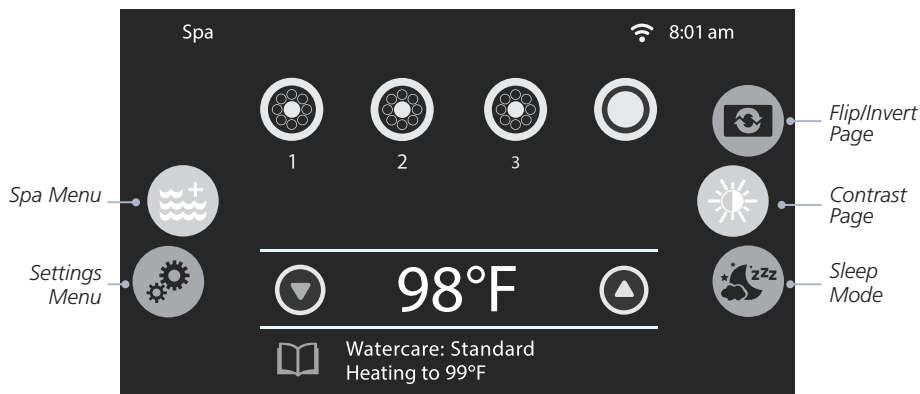 Spa
8:01 am
1
2
3
Flip/Invert
Page
Spa Menu
Contrast
Page
Settings
Menu
98°F
zzz
Sleep
Mode
Watercare: Standard
Heating to 99°F